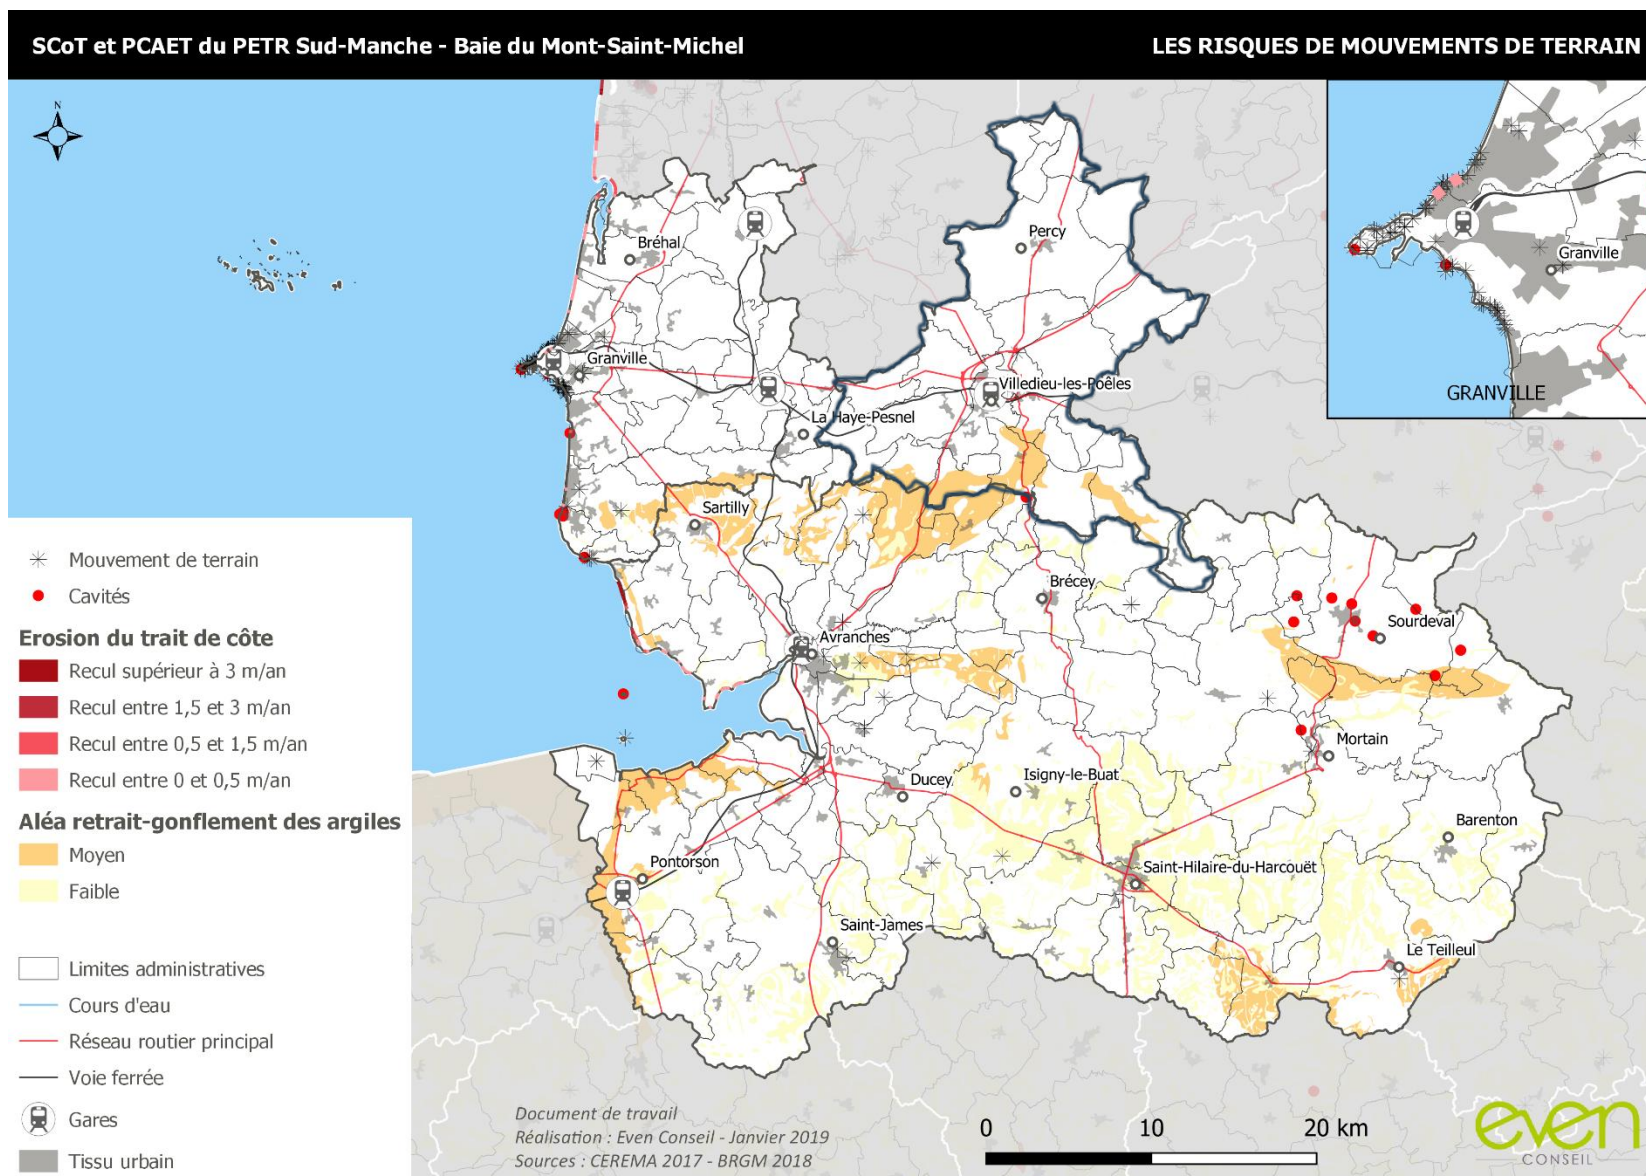 SCoT et PCAET du PETR Sud-Manche - Baie du Mont-Saint-Michel
LES RISQUES DE MOUVEMENTS DE TERRAIN
N
Bréhal
Percy
Granville
Villedieu-les-Poêles
La Haye-Pesnel
Sartilly
Brécey
Avranches
Sourdeval
Mortain
Ducey
Isigny-le-Buat
Barenton
Pontorson
Saint-Hilaire-du-Harcouët
Saint-James
Le Teilleul
Granville
GRANVILLE
Mouvement de terrain
Cavités
Erosion du trait de côte
Recul supérieur à 3 m/an
Recul entre 1,5 et 3 m/an
Recul entre 0,5 et 1,5 m/an
Recul entre 0 et 0,5 m/an
Aléa retrait-gonflement des argiles
Moyen
Faible
Limites administratives
Cours d'eau
Réseau routier principal
Voie ferrée
Gares
Tissu urbain
Document de travail
Réalisation : Even Conseil - Janvier 2019
Sources : CEREMA 2017 - BRGM 2018
0 10 20 km
even
CONSEIL